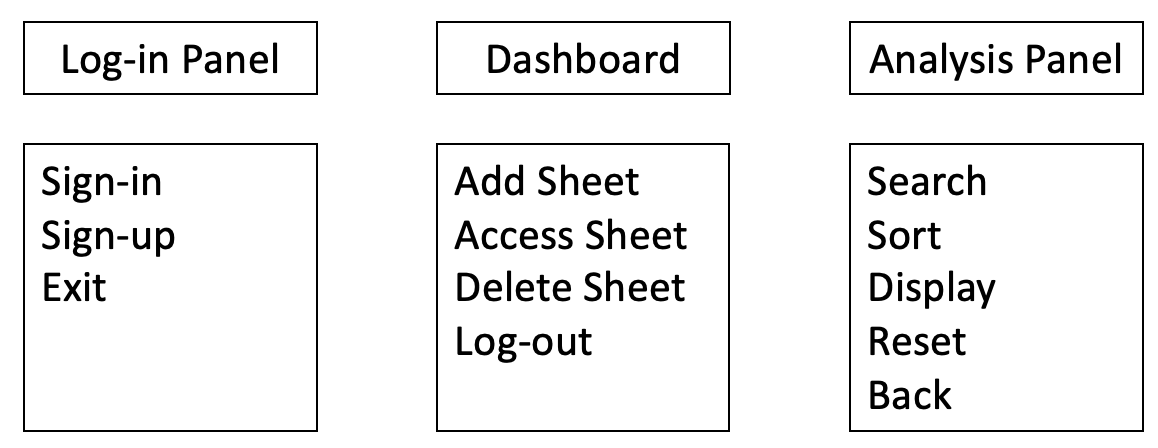 Log-in Panel
Sign-in
Sign-up
Exit
Dashboard
Add Sheet
Access Sheet
Delete Sheet
Log-out
Analysis Panel
Search
Sort
Display
Reset
Back